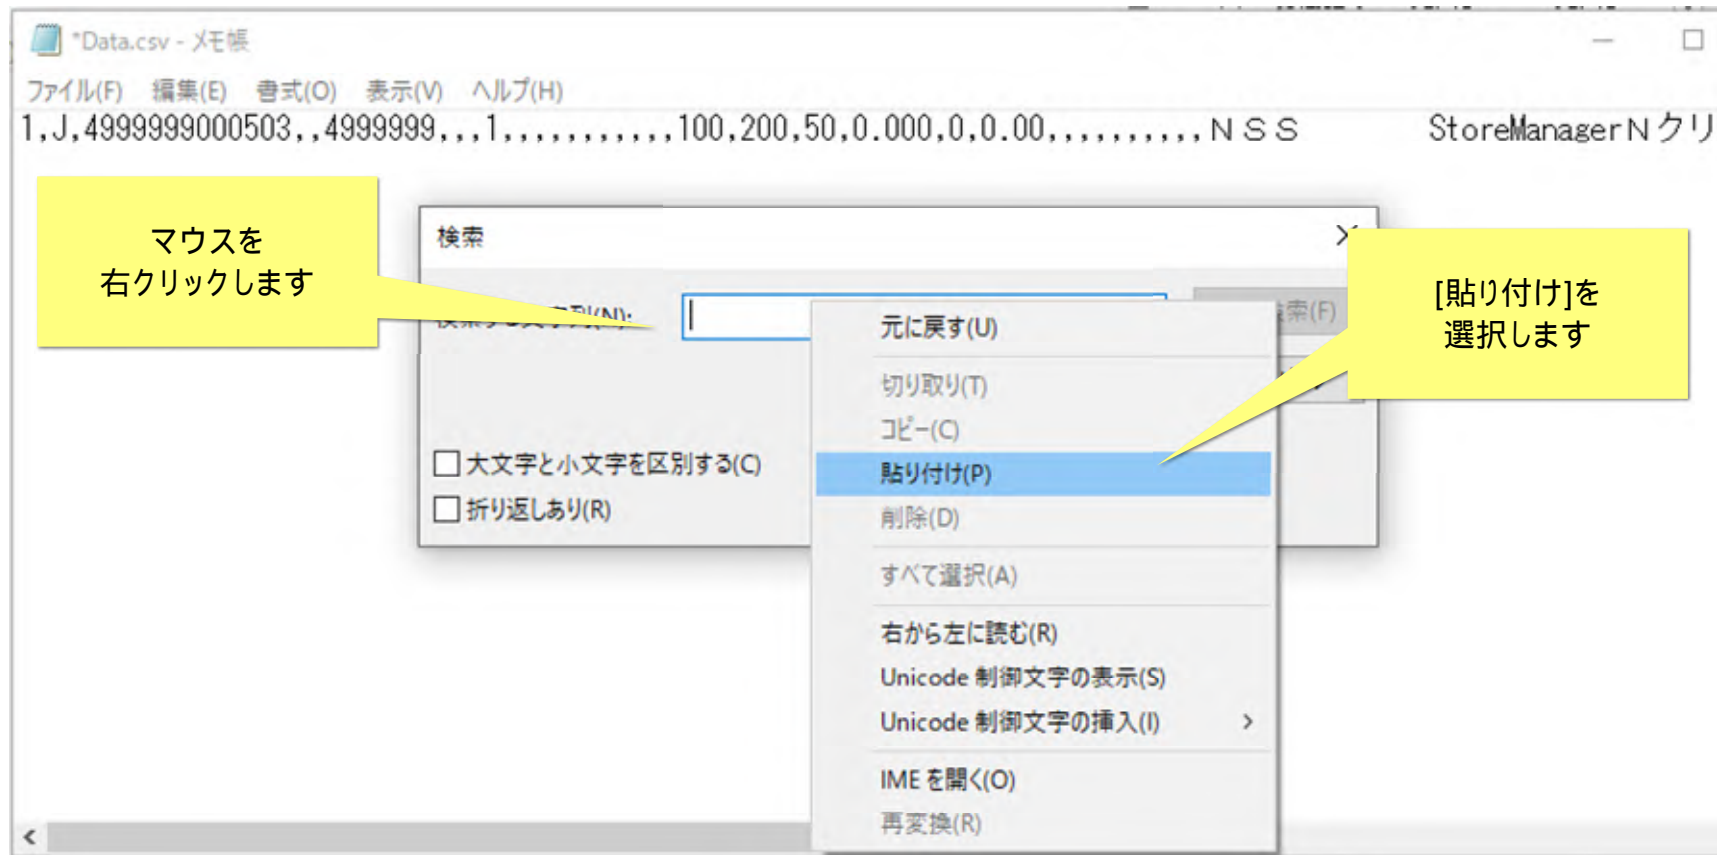 *Data.csv - メモ帳
ファイル(F) 編集(E) 書式(O) 表示(V) ヘルプ(H)
1,J,4999999000503,,4999999,,,1,,,,,,,,,,,100,200,50,0.000,0,0.00,,,,,,,,,,ＮＳＳ　　　StoreManagerＮクリ
マウスを
右クリックします
検索
(N):
索(F)
[貼り付け]を
選択します
元に戻す(U)
切り取り(T)
コピー(C)
貼り付け(P)
削除(D)
すべて選択(A)
右から左に読む(R)
Unicode 制御文字の表示(S)
Unicode 制御文字の挿入(I)
IME を開く(O)
再変換(R)
大文字と小文字を区別する(C)
折り返しあり(R)